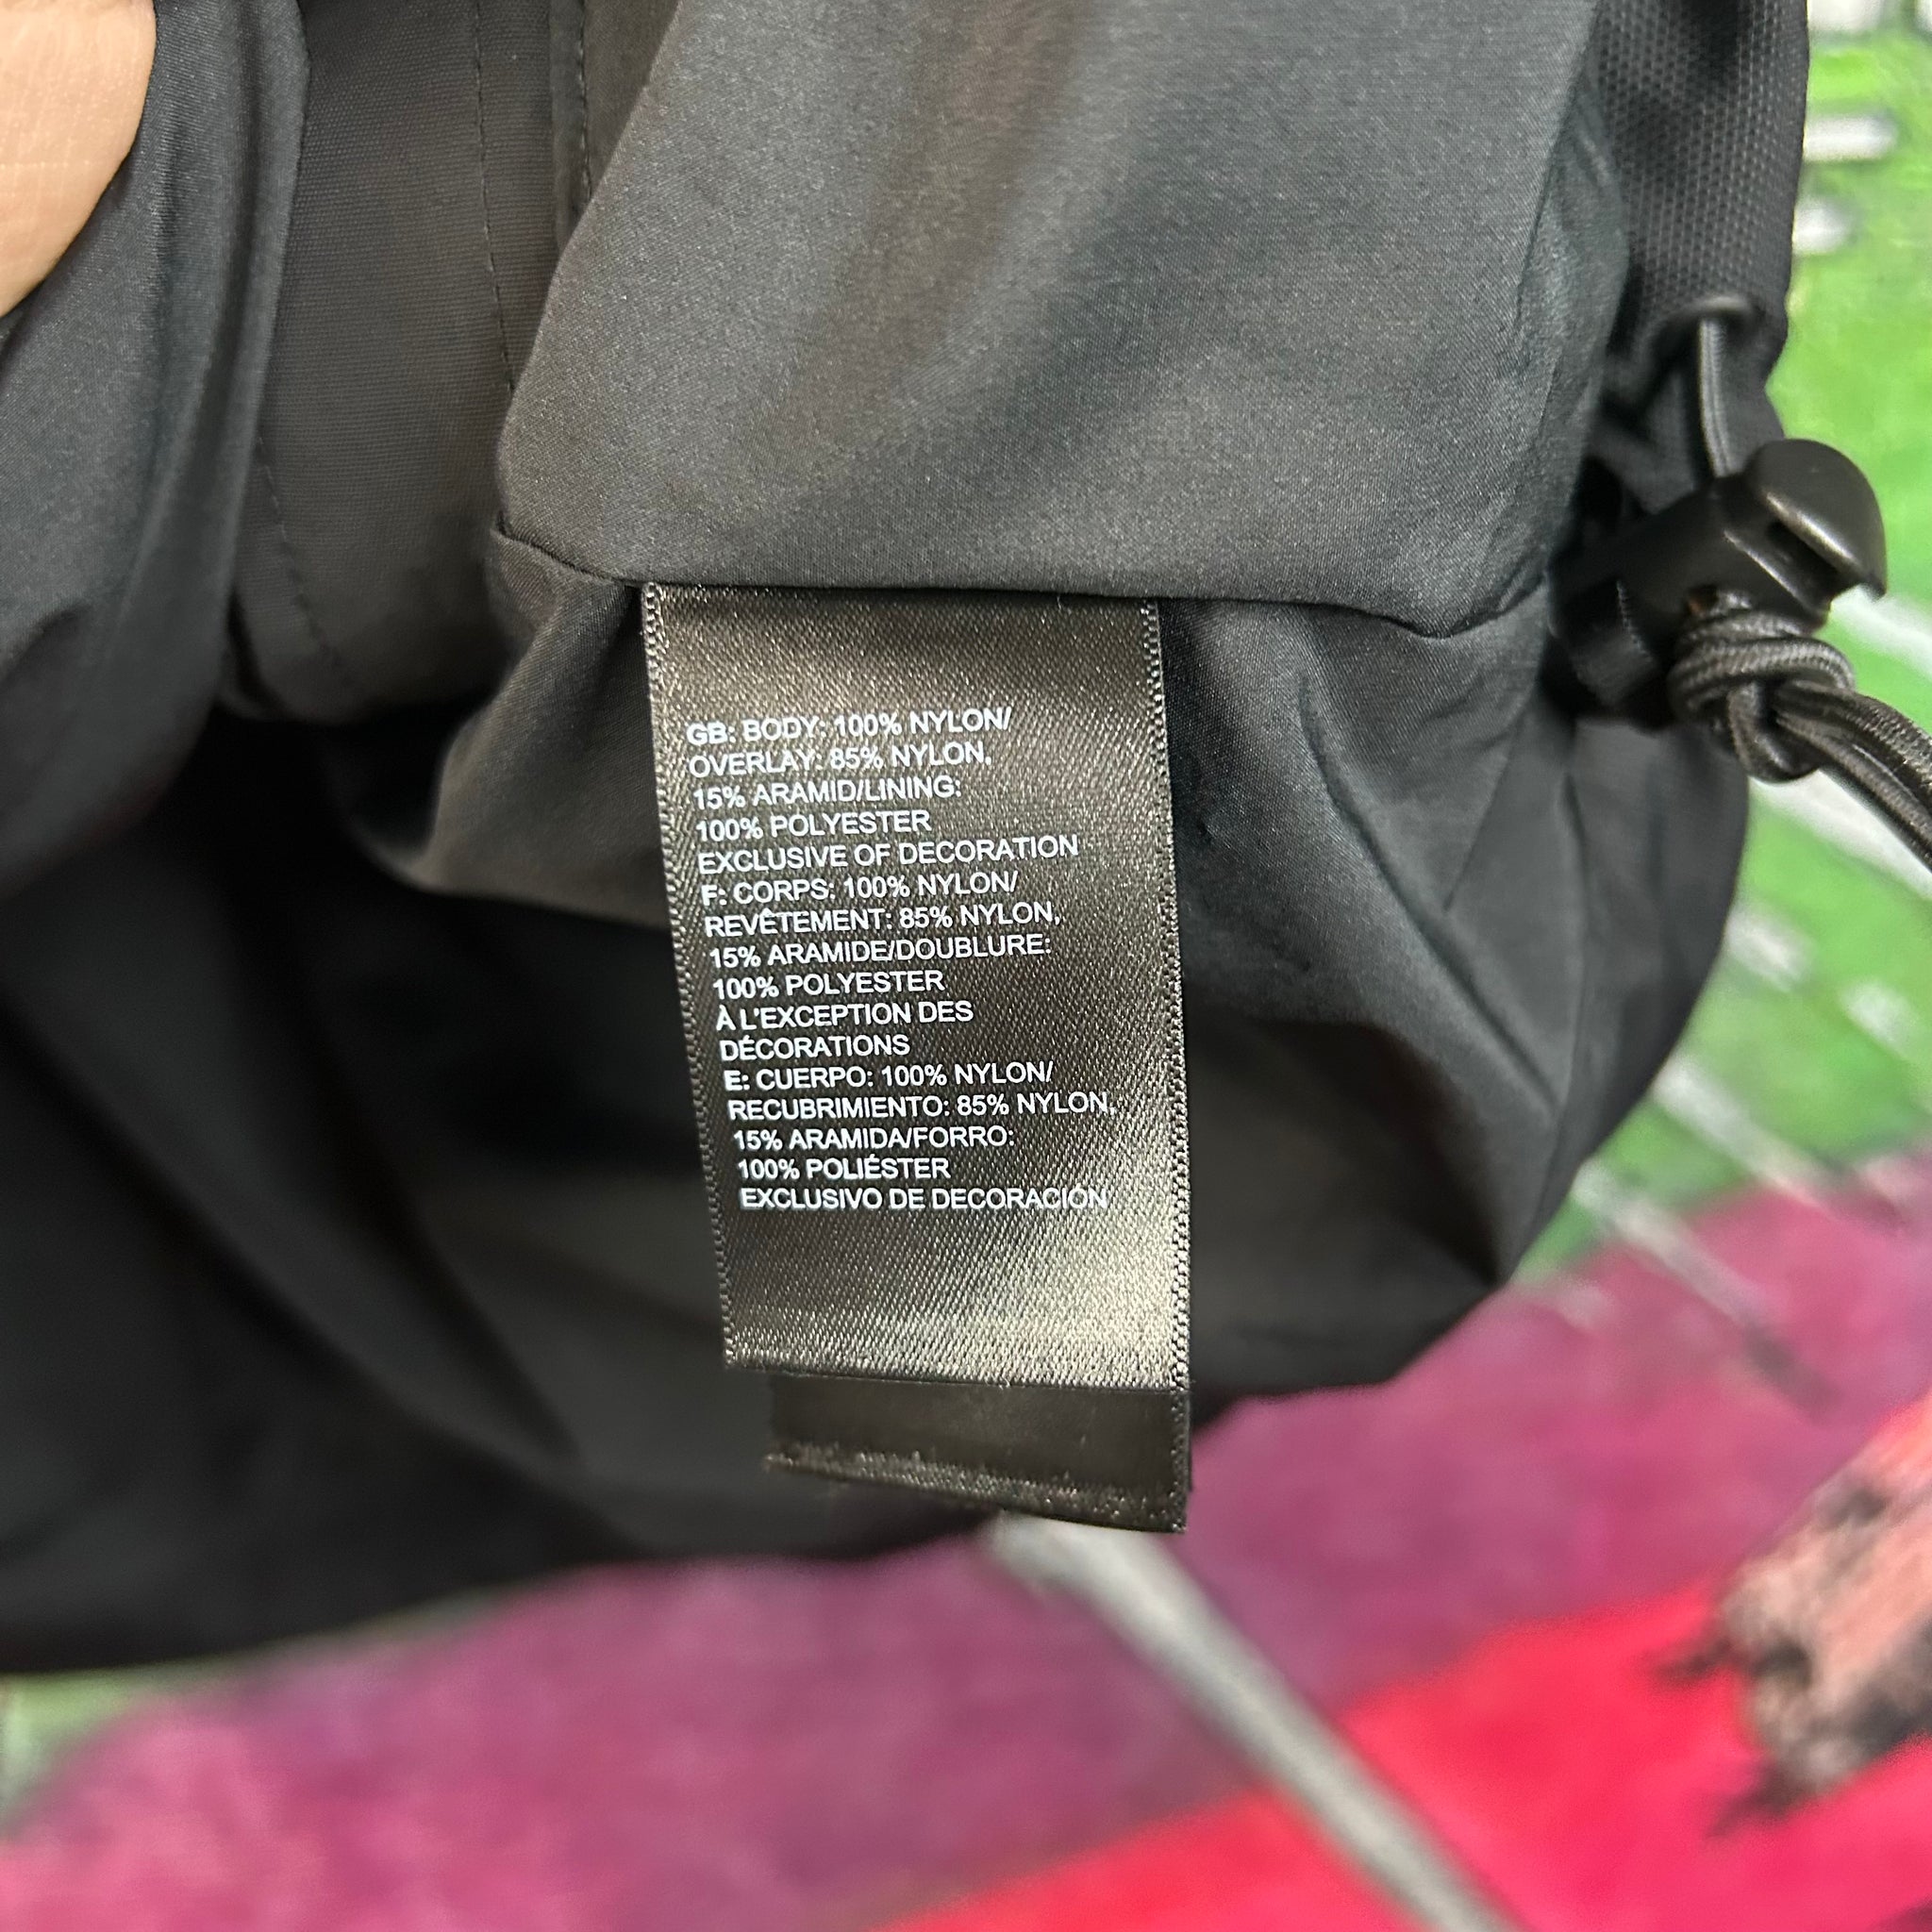 GB: BODY: 100% NYLON/
OVERLAY: 85% NYLON,
15% ARAMID/LINING:
100% POLYESTER
EXCLUSIVE OF DECORATION
F: CORPS: 100% NYLON/
REVÊTEMENT: 85% NYLON,
15% ARAMIDE/DOUBLURE:
100% POLYESTER
À L'EXCEPTION DES
DÉCORATIONS
E: CUERPO: 100% NYLON/
RECUBRIMIENTO: 85% NYLON,
15% ARAMIDA/FORRO:
100% POLIÉSTER
EXCLUSIVO DE DECORACIÓN